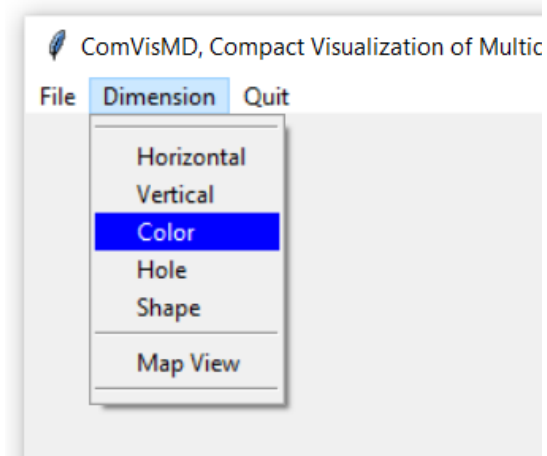 ComVisMD, Compact Visualization of Multic
File Dimension Quit
Horizontal
Vertical
Color
Hole
Shape
Map View